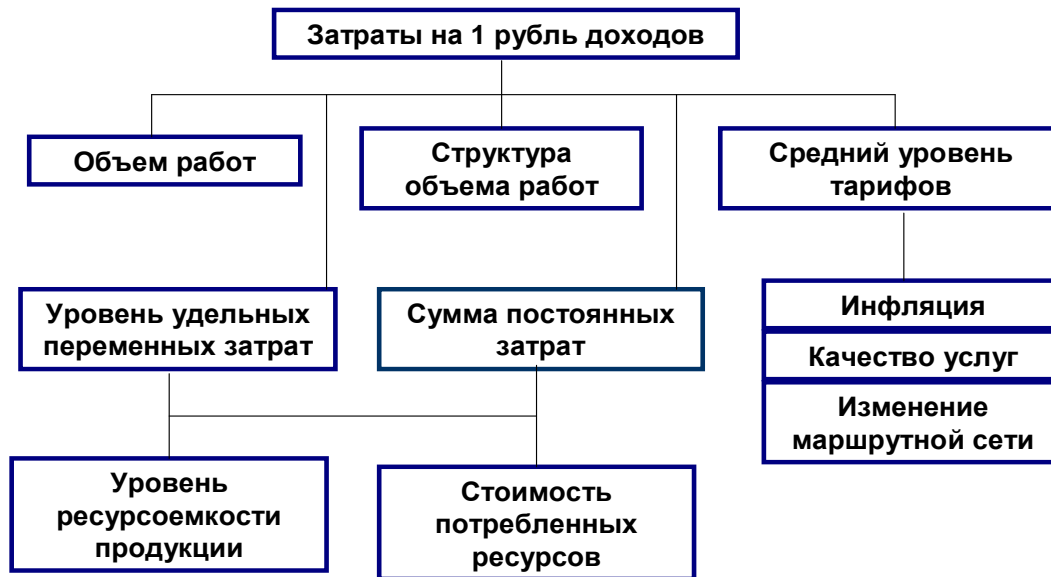 Затраты на 1 рубль доходов
Объем работ
Структура
объема работ
Средний уровень
тарифов
Уровень удельных
переменных затрат
Сумма постоянных
затрат
Инфляция
Качество услуг
Изменение
маршрутной сети
Уровень
ресурсоемкости
продукции
Стоимость
потребленных
ресурсов